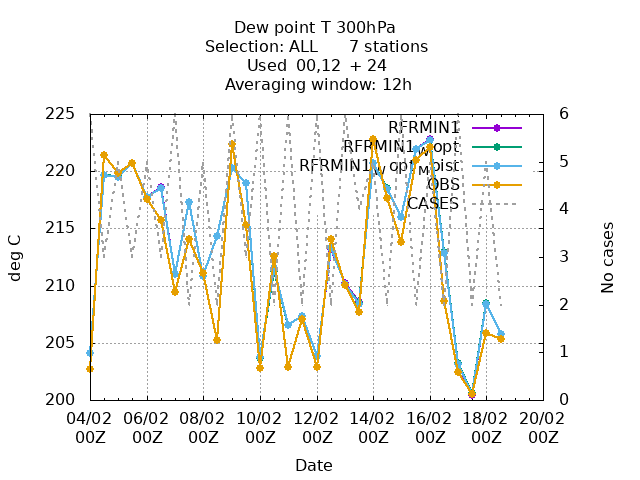 Dew point T 300hPa
Selection: ALL 7 stations
Used 00,12 + 24
Averaging window: 12h
225 6
RFRMIN1
RFRMIN1_Wopt
220 5
RFRMIN1_Wopt_Moist
OBS
CASES
215 4
deg C
No cases
210 3
205 2
1
200 0
04/02 06/02 08/02 10/02 12/02 14/02 16/02 18/02 20/02
00Z 00Z 00Z 00Z 00Z 00Z 00Z 00Z 00Z
Date